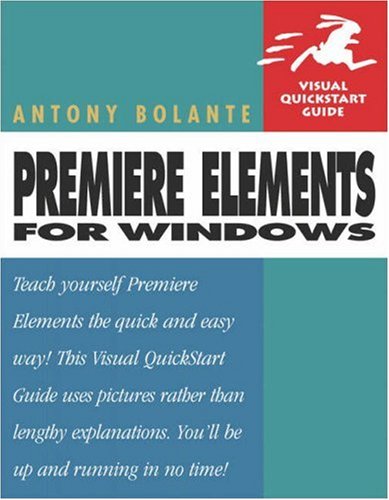 VISUAL
QUICKSTART
GUIDE
ANTONY BOLANTE
PREMIERE ELEMENTS
FOR WINDOWS
Teach yourself Premiere
Elements the quick and easy
way! This Visual QuickStart
Guide uses pictures rather than
lengthy explanations. You'll be
up and running in no time!